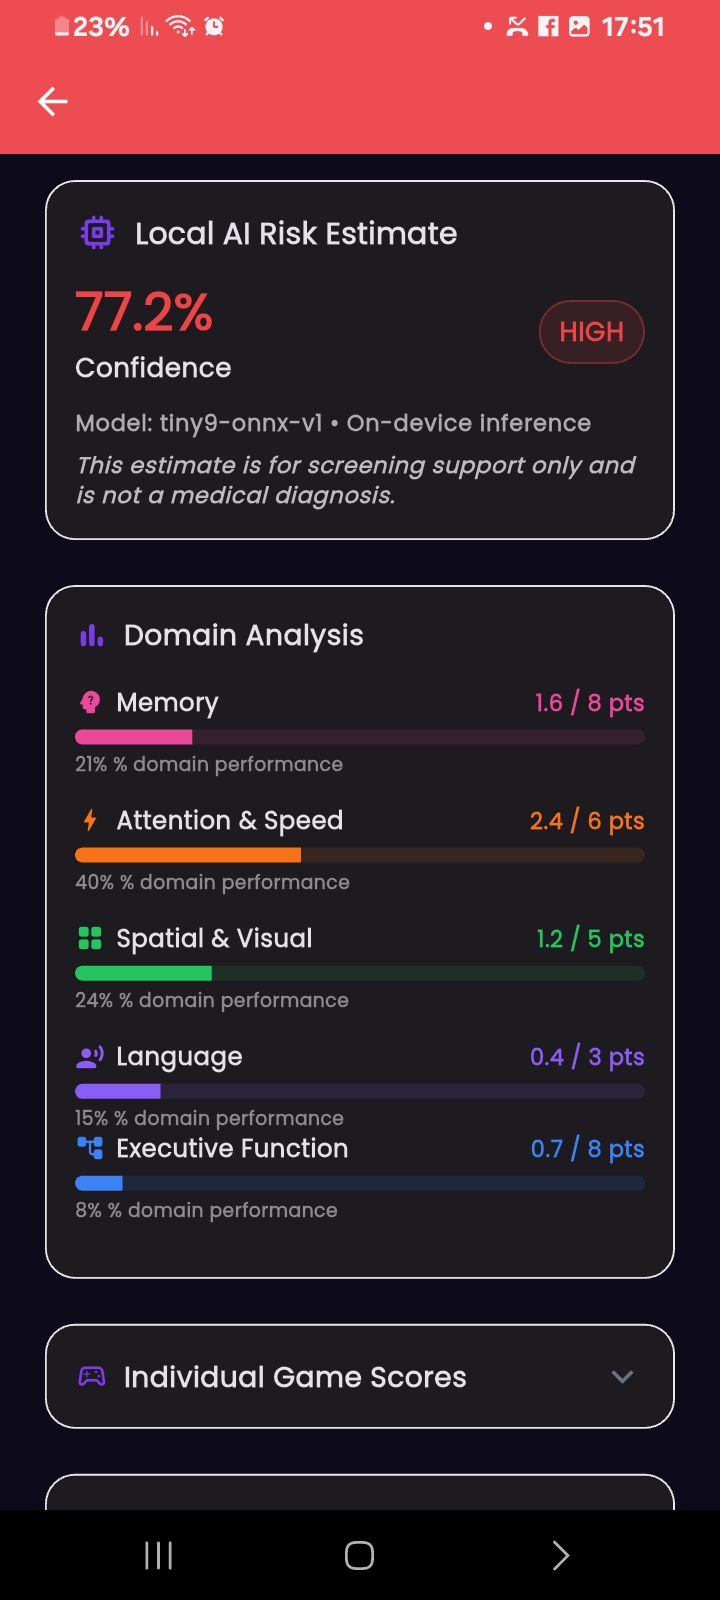 23%
17:51
Local AI Risk Estimate
77.2%
HIGH
Confidence
Model: tiny9-onnx-v1 • On-device inference
This estimate is for screening support only and
is not a medical diagnosis.
Domain Analysis
Memory 1.6 / 8 pts
21% % domain performance
Attention & Speed 2.4 / 6 pts
40% % domain performance
Spatial & Visual 1.2 / 5 pts
24% % domain performance
Language 0.4 / 3 pts
15% % domain performance
Executive Function 0.7 / 8 pts
8% % domain performance
Individual Game Scores